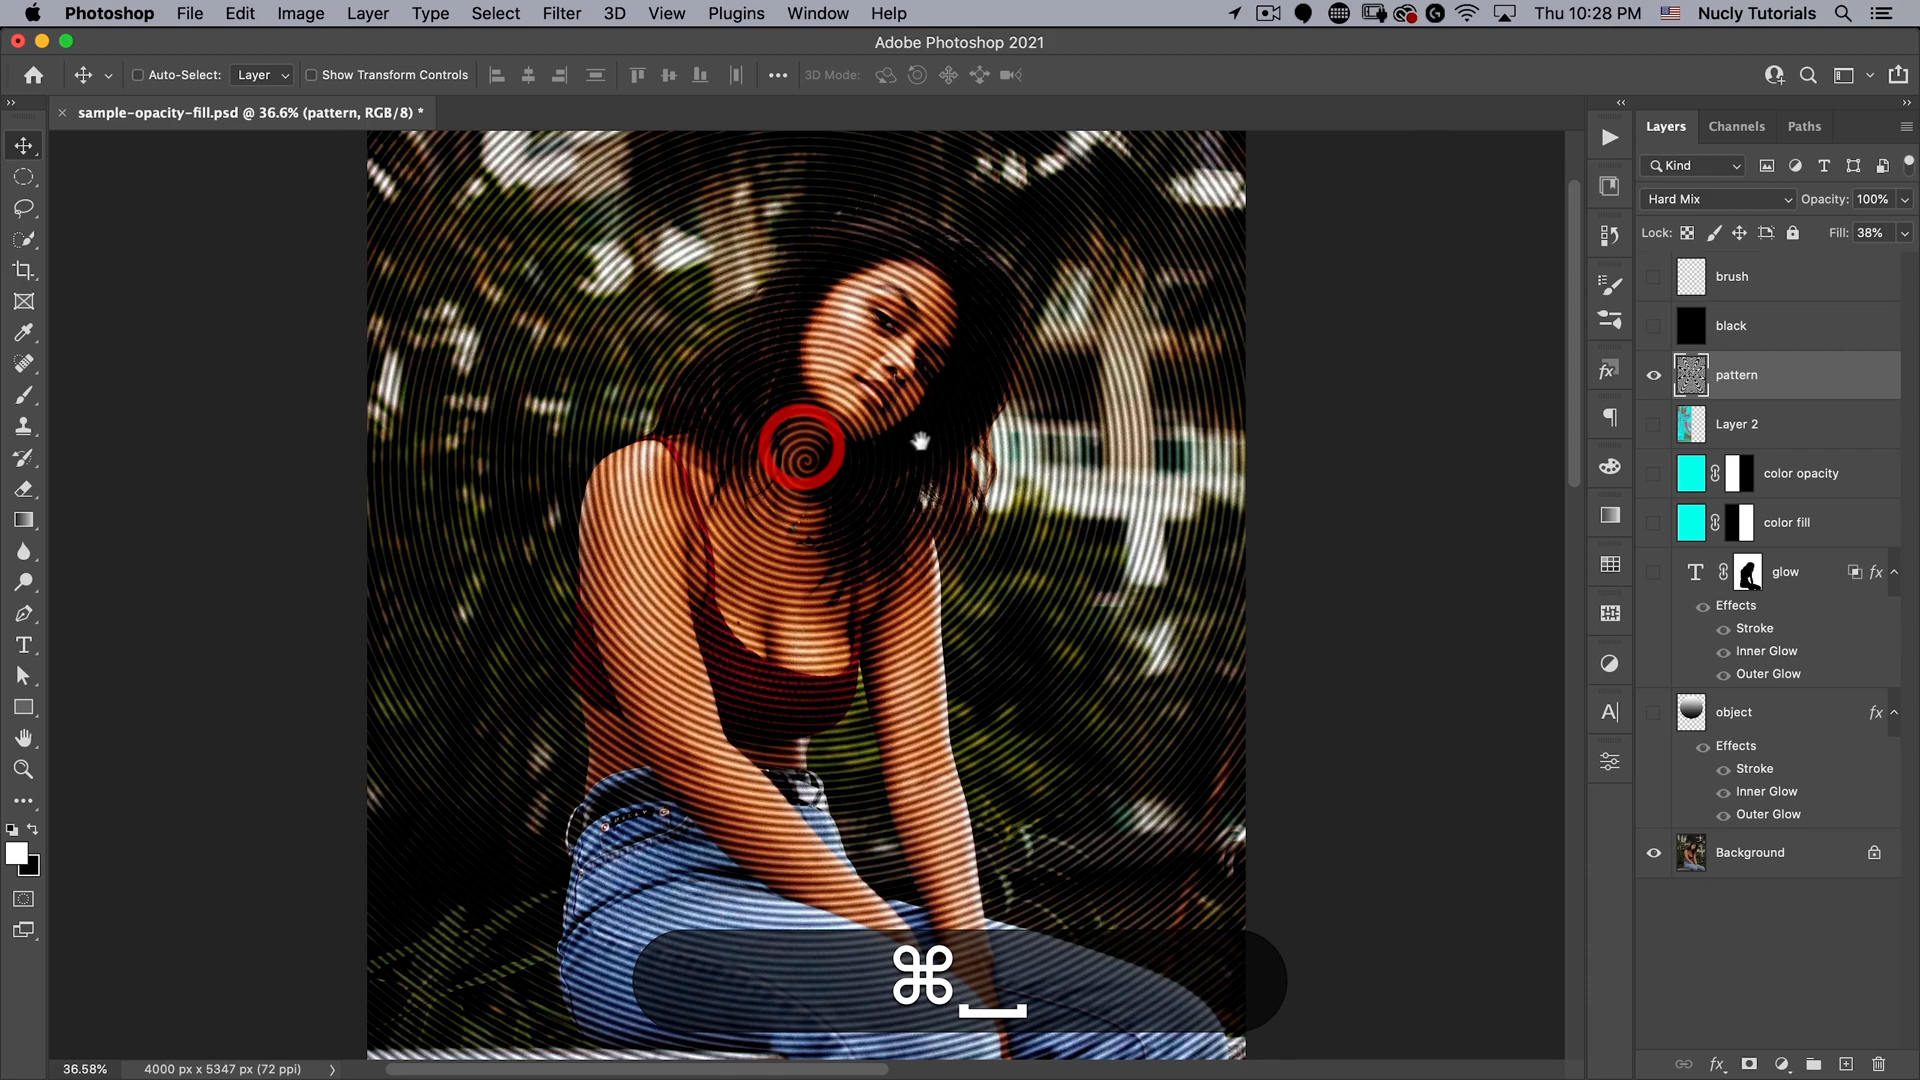 Photoshop File Edit Image Layer Type Select Filter 3D View Plugins Window Help Thu 10:28 PM Nucly Tutorials
Adobe Photoshop 2021
Auto-Select: Layer Show Transform Controls 3D Mode:
sample-opacity-fill.psd @ 36.6% (pattern, RGB/8) *
Layers Channels Paths
Kind
Hard Mix Opacity: 100%
Lock: Fill: 38%
brush
black
pattern
Layer 2
color opacity
color fill
glow
Effects
Stroke
Inner Glow
Outer Glow
object
Effects
Stroke
Inner Glow
Outer Glow
Background
36.58% 4000 px x 5347 px (72 ppi)